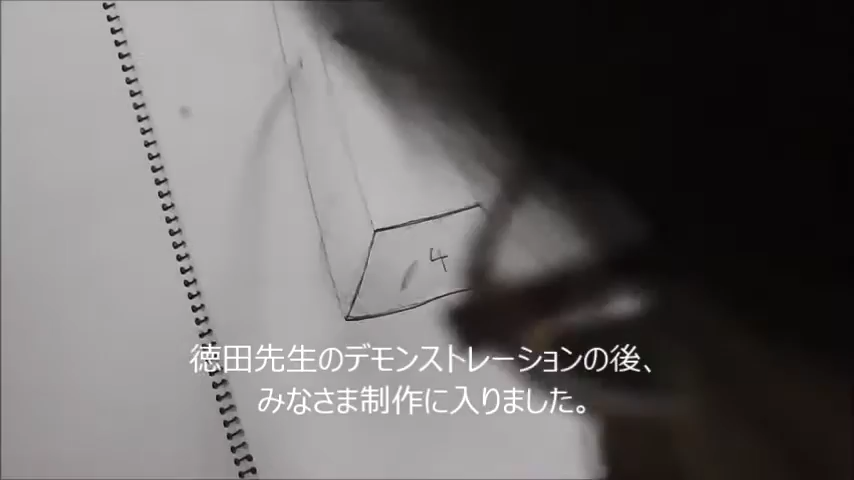 4
徳田先生のデモンストレーションの後、
みなさま制作に入りました。